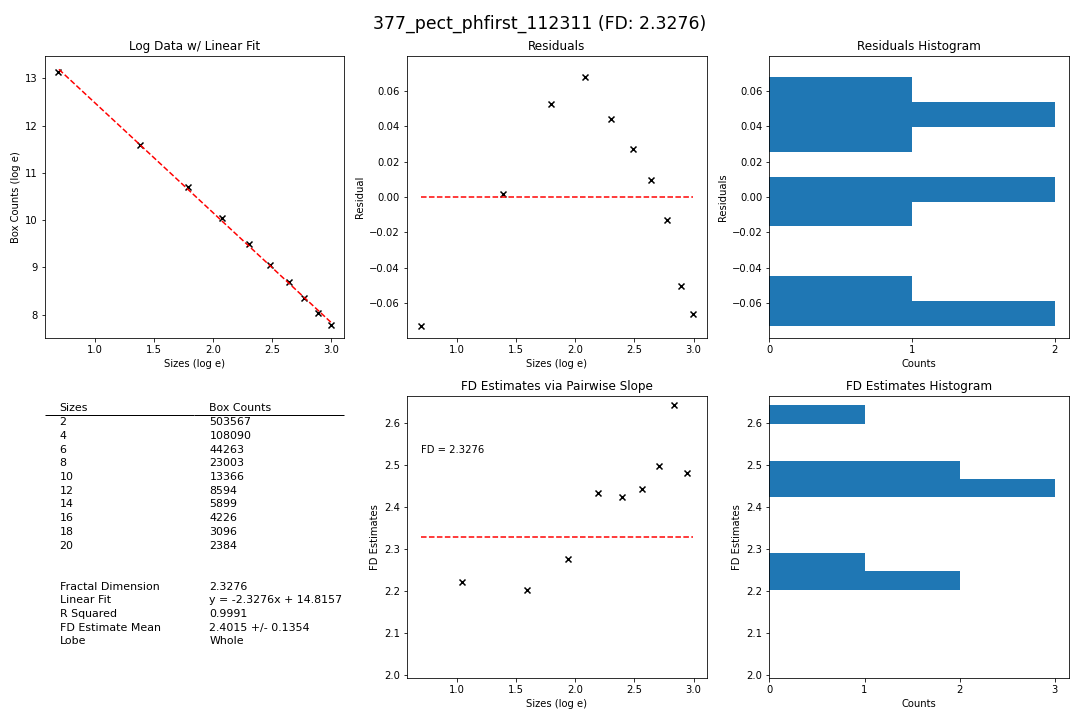 377_pect_phfirst_112311 (FD: 2.3276)
Log Data w/ Linear Fit
Box Counts (log e)
13
12
11
10
9
8
1.0 1.5 2.0 2.5 3.0
Sizes (log e)
Residuals
Residual
0.06
0.04
0.02
0.00
−0.02
−0.04
−0.06
1.0 1.5 2.0 2.5 3.0
Sizes (log e)
Residuals Histogram
Residuals
0.06
0.04
0.02
0.00
−0.02
−0.04
−0.06
0 1 2
Counts
Sizes Box Counts
2 503567
4 108090
6 44263
8 23003
10 13366
12 8594
14 5899
16 4226
18 3096
20 2384
Fractal Dimension 2.3276
Linear Fit y = -2.3276x + 14.8157
R Squared 0.9991
FD Estimate Mean 2.4015 +/- 0.1354
Lobe Whole
FD Estimates via Pairwise Slope
FD Estimates
2.6
2.5
2.4
2.3
2.2
2.1
2.0
FD = 2.3276
1.0 1.5 2.0 2.5 3.0
Sizes (log e)
FD Estimates Histogram
FD Estimates
2.6
2.5
2.4
2.3
2.2
2.1
2.0
0 1 2 3
Counts